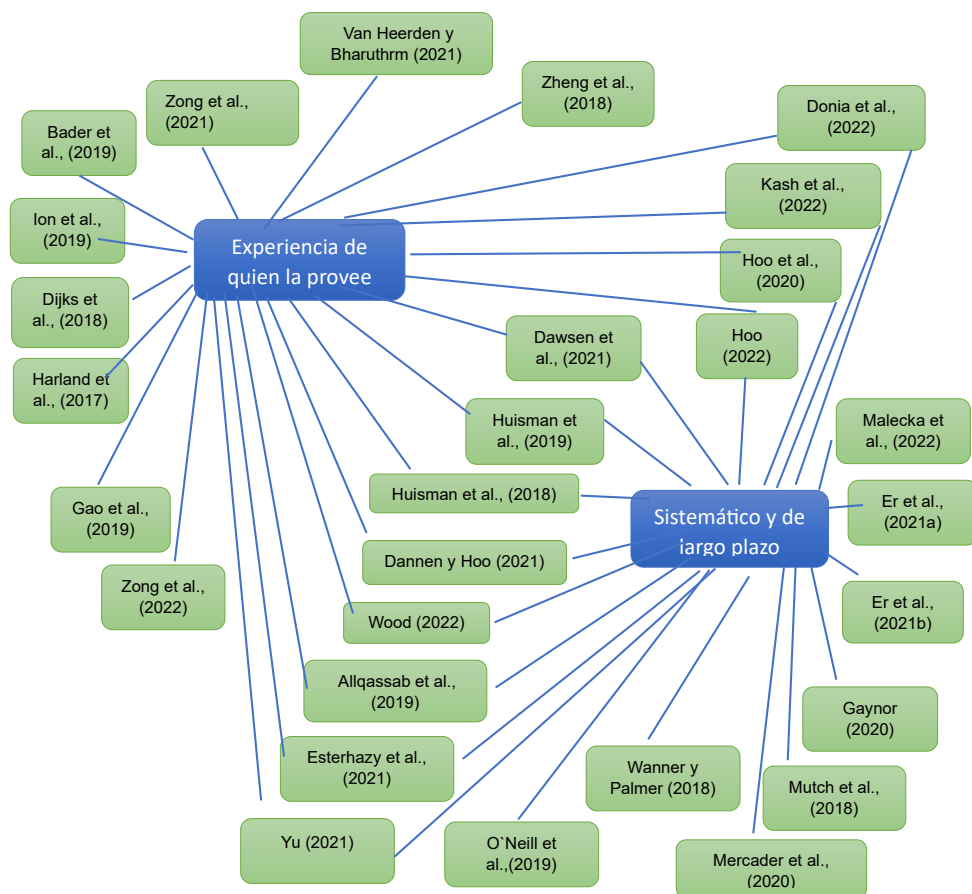 Van Heerden y
Bharuthrm (2021)
Zheng et al.,
(2018)
Zong et al.,
(2021)
Donia et al.,
(2022)
Bader et
al., (2019)
Kash et al.,
(2022)
Ion et al.,
(2019)
Experiencia de
quien la provee
Hoo et al.,
(2020)
Dijks et
al., (2018)
Dawsen et
al., (2021)
Hoo
(2022)
Harland et
al., (2017)
Huisman et
al., (2019)
Malecka et
al., (2022)
Gao et al.,
(2019)
Huisman et al., (2018)
Sistemático y de
largo plazo
Er et al.,
(2021a)
Zong et al.,
(2022)
Dannen y Hoo (2021)
Er et al.,
(2021b)
Wood (2022)
Allqassab et al.,
(2019)
Gaynor
(2020)
Esterhazy et al.,
(2021)
Wanner y
Palmer (2018)
Mutch et al.,
(2018)
Yu (2021)
O`Neill et
al.,(2019)
Mercader et al.,
(2020)